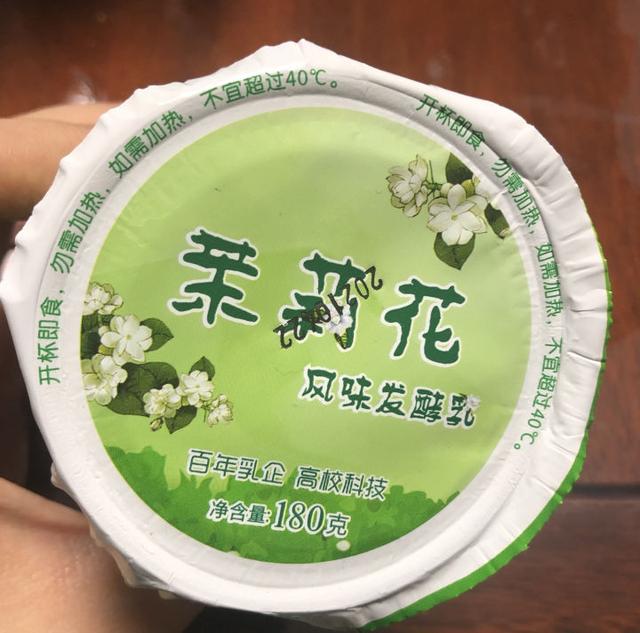 开杯即食，勿需加热，如需加热，不宜超过40℃。
开杯即食，勿需加热，如需加热，不宜超过40℃。
茉莉花
风味发酵乳
百年乳企 高校科技
净含量:180克